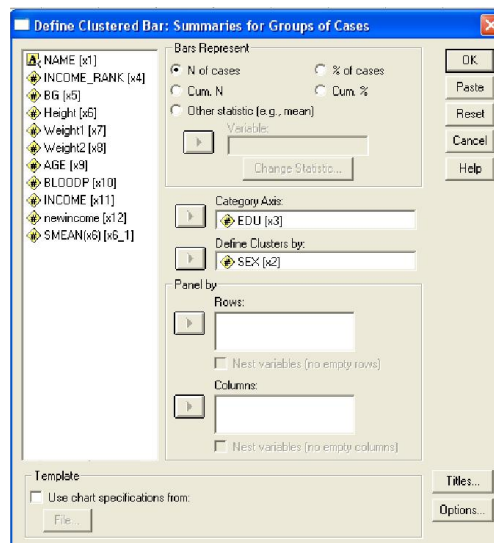 Define Clustered Bar: Summaries for Groups of Cases
NAME [x1]
INCOME_RANK [x4]
BG [x5]
Height [x6]
Weight1 [x7]
Weight2 [x8]
AGE [x9]
BLOODP [x10]
INCOME [x11]
newincome [x12]
SMEAN(x6) [x6_1]
Bars Represent
N of cases
% of cases
Cum. N
Cum. %
Other statistic (e.g., mean)
Variable:
Change Statistic...
Category Axis:
EDU [x3]
Define Clusters by:
SEX [x2]
Panel by
Rows:
Nest variables (no empty rows)
Columns:
Nest variables (no empty columns)
OK
Paste
Reset
Cancel
Help
Template
Use chart specifications from:
File...
Titles...
Options...